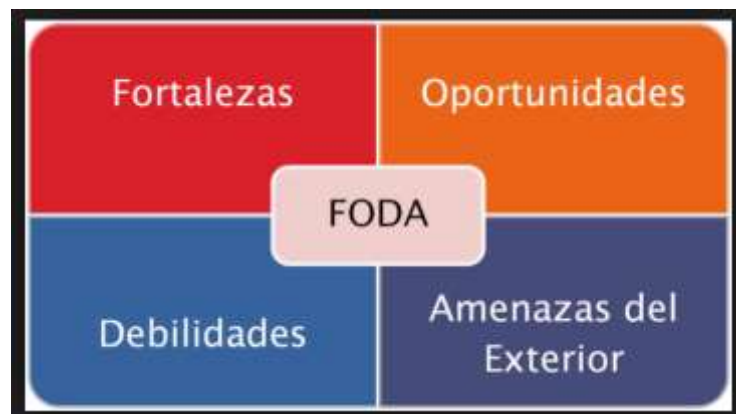 Fortalezas
Oportunidades
FODA
Debilidades
Amenazas del
Exterior